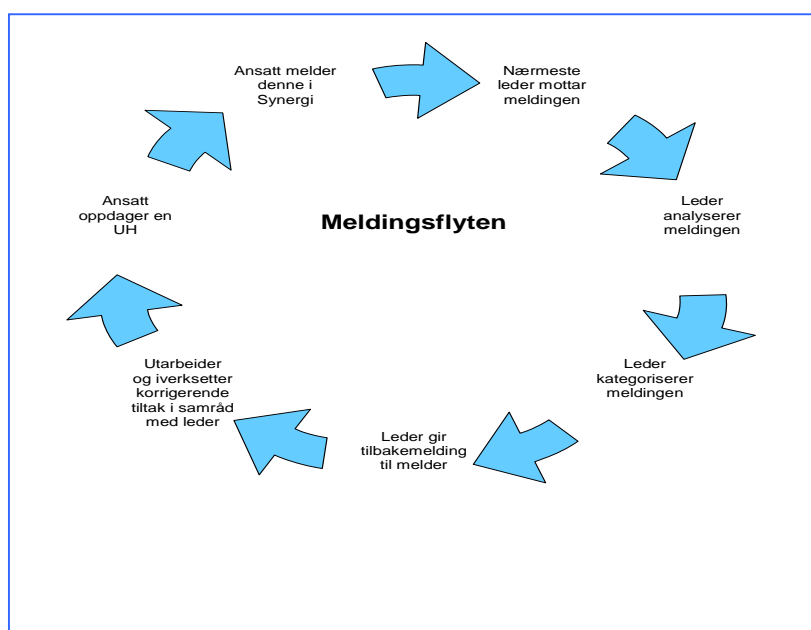 Meldingsflyten
Ansatt
oppdager en
UH
Ansatt melder
denne i
Synergi
Nærmeste
leder mottar
meldingen
Leder
analyserer
meldingen
Leder
kategoriserer
meldingen
Leder gir
tilbakemelding
til melder
Utarbeider
og iverksetter
korrigerende
tiltak i samråd
med leder